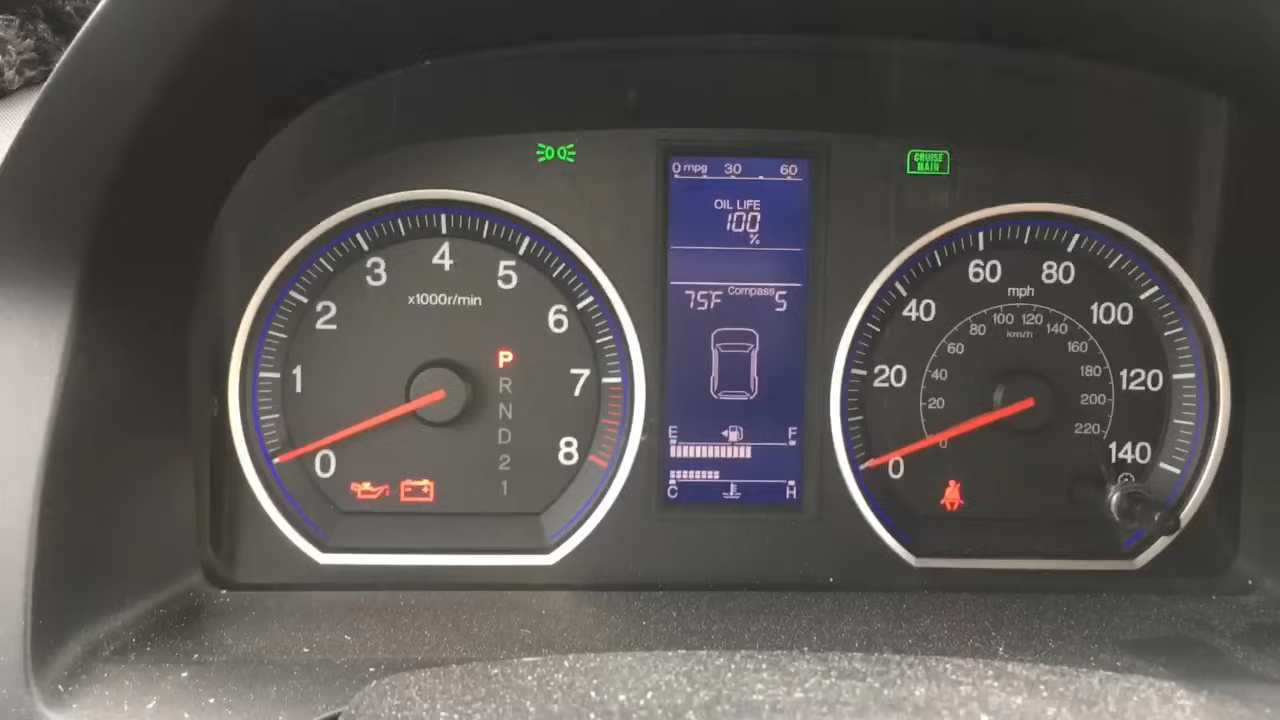 0 mpg 30 60
OIL LIFE
100
%
75F Compass S
E F
C H
CRUISE
MAIN
0 1 2 3 4 5 6 7 8
x1000r/min
P
R
N
D
2
1
0 20 40 60 80 100 120 140
mph
0 20 40 60 80 100 120 140 160 180 200 220
km/h